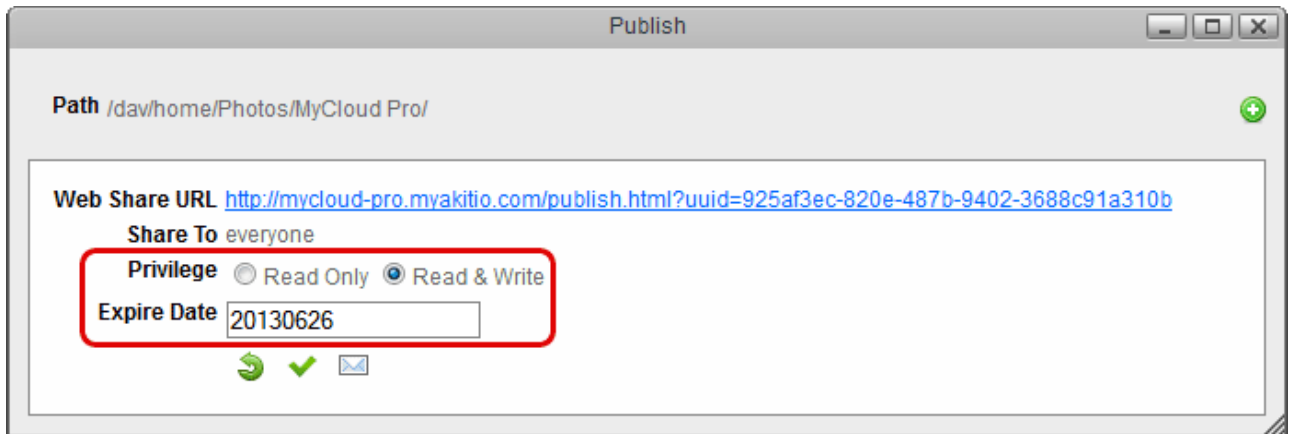 Publish
Path /dav/home/Photos/MyCloud Pro/
Web Share URL http://mycloud-pro.myakitio.com/publish.html?uuid=925af3ec-820e-487b-9402-3688c91a310b
Share To everyone
Privilege Read Only Read & Write
Expire Date 20130626